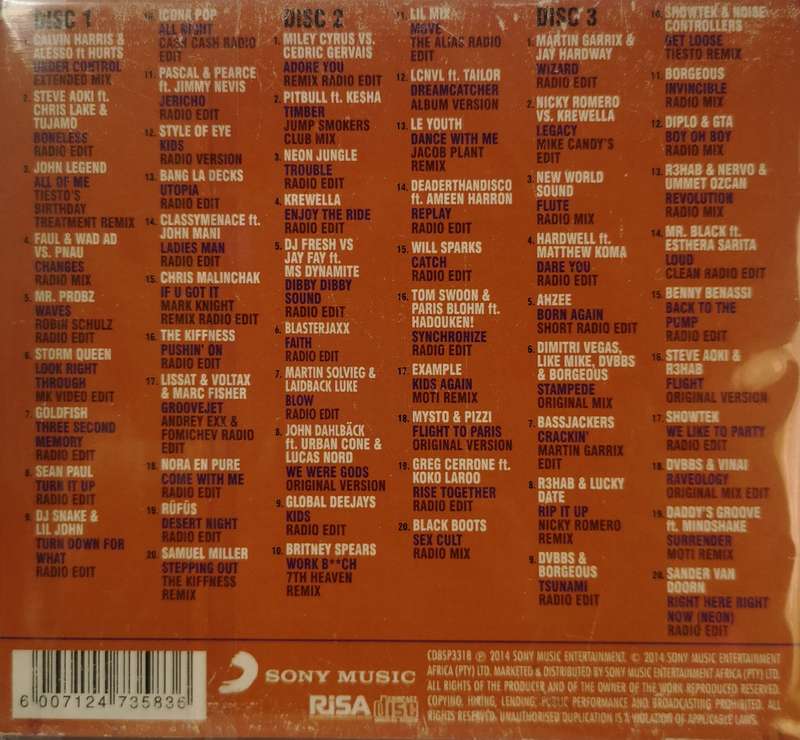 DISC 1
1. CALVIN HARRIS &
ALESSO ft HURTS
UNDER CONTROL
EXTENDED MIX
2. STEVE AOKI ft.
CHRIS LAKE &
TUJAMO
BONELESS
RADIO EDIT
3. JOHN LEGEND
ALL OF ME
TIESTO'S
BIRTHDAY
TREATMENT REMIX
4. FAUL & WAD AD
VS. PNAU
CHANGES
RADIO MIX
5. MR. PROBZ
WAVES
ROBIN SCHULZ
RADIO EDIT
6. STORM QUEEN
LOOK RIGHT
THROUGH
MK VIDEO EDIT
7. GOLDFISH
THREE SECOND
MEMORY
RADIO EDIT
8. SEAN PAUL
TURN IT UP
RADIO EDIT
9. DJ SNAKE &
LIL JOHN
TURN DOWN FOR
WHAT
RADIO EDIT
10. ICONA POP
ALL NIGHT
CASH CASH RADIO
EDIT
11. PASCAL & PEARCE
ft. JIMMY NEVIS
JERICHO
RADIO EDIT
12. STYLE OF EYE
KIDS
RADIO VERSION
13. BANG LA DECKS
UTOPIA
RADIO EDIT
14. CLASSYMENACE ft.
JOHN MANI
LADIES MAN
RADIO EDIT
15. CHRIS MALINCHAK
IF U GOT IT
MARK KNIGHT
REMIX RADIO EDIT
16. THE KIFFNESS
PUSHIN' ON
RADIO EDIT
17. LISSAT & VOLTAX
& MARC FISHER
GROOVEJET
ANDREY EXX &
FOMICHEV RADIO
EDIT
18. NORA EN PURE
COME WITH ME
RADIO EDIT
19. RÜFÜS
DESERT NIGHT
RADIO EDIT
20. SAMUEL MILLER
STEPPING OUT
THE KIFFNESS
REMIX
DISC 2
1. MILEY CYRUS VS.
CEDRIC GERVAIS
ADORE YOU
REMIX RADIO EDIT
2. PITBULL ft. KE$HA
TIMBER
JUMP SMOKERS
CLUB MIX
3. NEON JUNGLE
TROUBLE
RADIO EDIT
4. KREWELLA
ENJOY THE RIDE
RADIO EDIT
5. DJ FRESH VS
JAY FAY ft.
MS DYNAMITE
DIBBY DIBBY
SOUND
RADIO EDIT
6. BLASTERJAXX
FAITH
RADIO EDIT
7. MARTIN SOLVIEG &
LAIDBACK LUKE
BLOW
RADIO EDIT
8. JOHN DAHLBÄCK
ft. URBAN CONE &
LUCAS NORD
WE WERE GODS
ORIGINAL VERSION
9. GLOBAL DEEJAYS
KIDS
RADIO EDIT
10. BRITNEY SPEARS
WORK B**CH
7TH HEAVEN
REMIX
11. LIL MIX
MOVE
THE ALIAS RADIO
EDIT
12. LCNVL ft. TAILOR
DREAMCATCHER
ALBUM VERSION
13. LE YOUTH
DANCE WITH ME
JACOB PLANT
REMIX
14. DEADERTHANDISCO
ft. AMEEN HARRON
REPLAY
RADIO EDIT
15. WILL SPARKS
CATCH
RADIO EDIT
16. TOM SWOON &
PARIS BLOHM ft.
HADOUKEN!
SYNCHRONIZE
RADIO EDIT
17. EXAMPLE
KIDS AGAIN
MOTI REMIX
18. MYSTO & PIZZI
FLIGHT TO PARIS
ORIGINAL VERSION
19. GREG CERRONE ft.
KOKO LAROO
RISE TOGETHER
RADIO EDIT
20. BLACK BOOTS
SEX CULT
RADIO MIX
DISC 3
1. MARTIN GARRIX &
JAY HARDWAY
WIZARD
RADIO EDIT
2. NICKY ROMERO
VS. KREWELLA
LEGACY
MIKE CANDY'S
EDIT
3. NEW WORLD
SOUND
FLUTE
RADIO MIX
4. HARDWELL ft.
MATTHEW KOMA
DARE YOU
RADIO EDIT
5. AHZEE
BORN AGAIN
SHORT RADIO EDIT
6. DIMITRI VEGAS,
LIKE MIKE, DVBBS
& BORGEOUS
STAMPEDE
ORIGINAL MIX
7. BASSJACKERS
CRACKIN'
MARTIN GARRIX
EDIT
8. R3HAB & LUCKY
DATE
RIP IT UP
NICKY ROMERO
REMIX
9. DVBBS &
BORGEOUS
TSUNAMI
RADIO EDIT
10. SHOWTEK & NOISE
CONTROLLERS
GET LOOSE
TIËSTO REMIX
11. BORGEOUS
INVINCIBLE
RADIO MIX
12. DIPLO & GTA
BOY OH BOY
RADIO MIX
13. R3HAB & NERVO &
UMMET OZCAN
REVOLUTION
RADIO MIX
14. MR. BLACK ft.
ESTHERA SARITA
LOUD
CLEAN RADIO EDIT
15. BENNY BENASSI
BACK TO THE
PUMP
RADIO EDIT
16. STEVE AOKI &
R3HAB
FLIGHT
ORIGINAL VERSION
17. SHOWTEK
WE LIKE TO PARTY
RADIO EDIT
18. DVBBS & VINAI
RAVEOLOGY
ORIGINAL MIX EDIT
19. DADDY'S GROOVE
ft. MINDSHAKE
SURRENDER
MOTI REMIX
20. SANDER VAN
DOORN
RIGHT HERE RIGHT
NOW (NEON)
RADIO EDIT
6 007124 735836
SONY MUSIC
RiSA
COMPACT
disc
CDBSP3318 ℗ 2014 SONY MUSIC ENTERTAINMENT. © 2014 SONY MUSIC ENTERTAINMENT
AFRICA (PTY) LTD. MARKETED & DISTRIBUTED BY SONY MUSIC ENTERTAINMENT AFRICA (PTY) LTD.
ALL RIGHTS OF THE PRODUCER AND OF THE OWNER OF THE WORK REPRODUCED RESERVED.
COPYING, HIRING, LENDING, PUBLIC PERFORMANCE AND BROADCASTING PROHIBITED. ALL
RIGHTS RESERVED. UNAUTHORISED DUPLICATION IS A VIOLATION OF APPLICABLE LAWS.